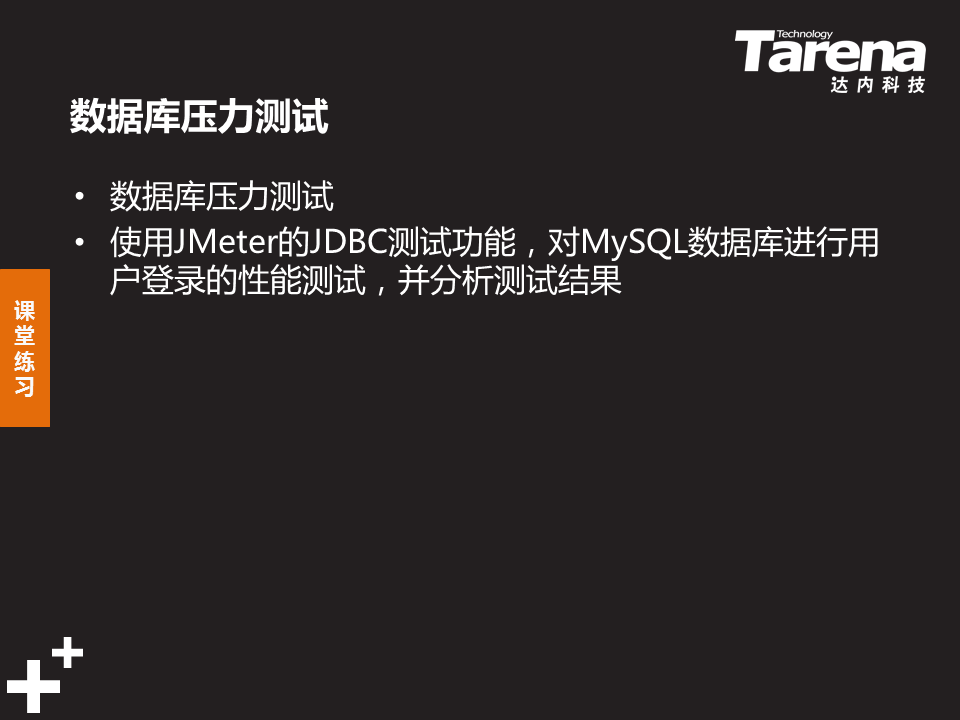 Technology
Tarena
达内科技
数据库压力测试
• 数据库压力测试
• 使用JMeter的JDBC测试功能，对MySQL数据库进行用
户登录的性能测试，并分析测试结果
课
堂
练
习